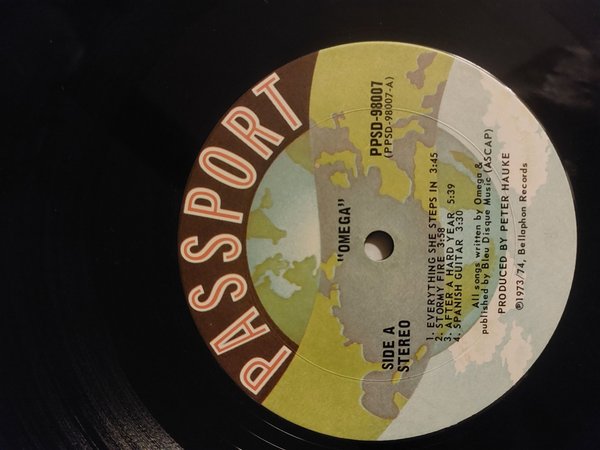 PASSPORT
PPSD-98007
(PPSD-98007-A)
"OMEGA"
SIDE A
STEREO
1. EVERYTHING SHE STEPS IN 3:45
2. STORMY FIRE 3:58
3. AFTER A HARD YEAR 5:39
4. SPANISH GUITAR 3:30
All songs written by Omega &
published by Bleu Disque Music (ASCAP)
PRODUCED BY PETER HAUKE
℗1973/74, Bellaphon Records